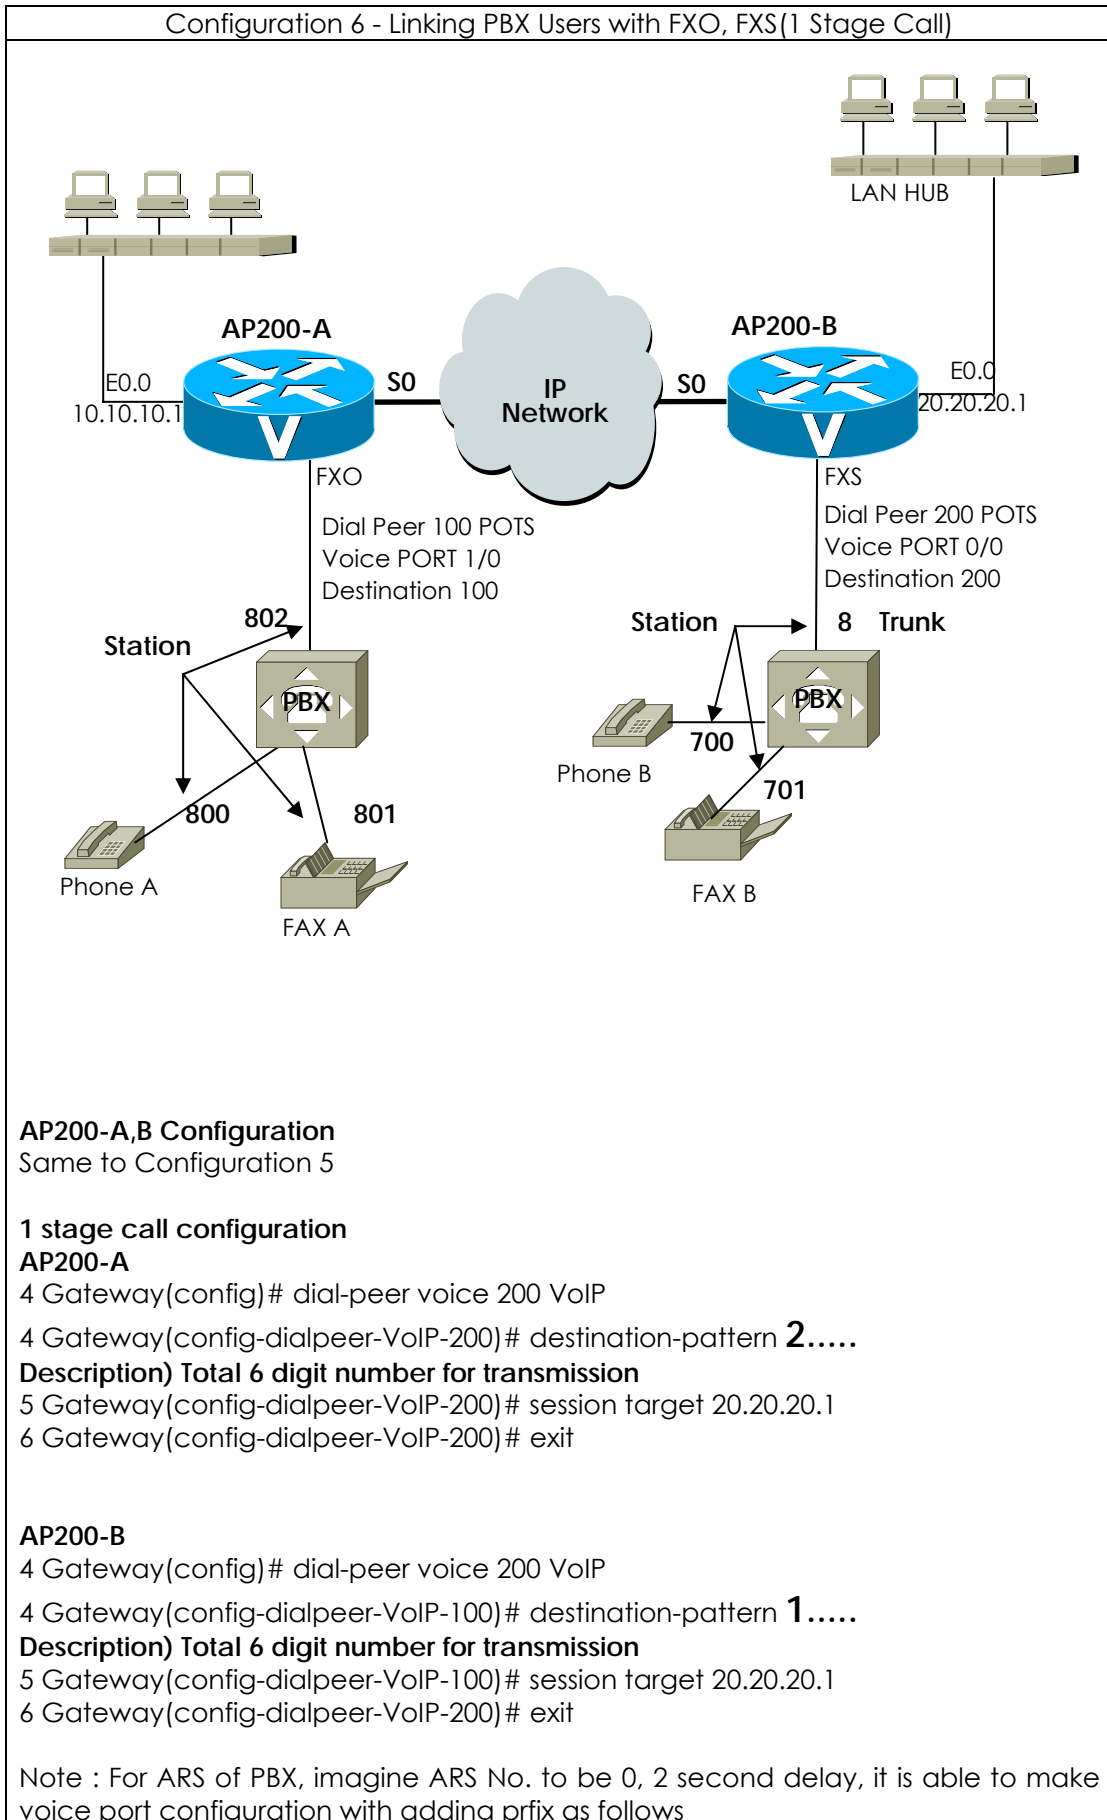 Configuration 6 - Linking PBX Users with FXO, FXS(1 Stage Call)
LAN HUB
AP200-A
AP200-B
E0.0
10.10.10.1
S0
IP
Network
S0
E0.0
20.20.20.1
FXO
Dial Peer 100 POTS
Voice PORT 1/0
Destination 100
FXS
Dial Peer 200 POTS
Voice PORT 0/0
Destination 200
802
Station
PBX
800
801
Phone A
FAX A
Station
8 Trunk
PBX
700
Phone B
701
FAX B
AP200-A,B Configuration
Same to Configuration 5
1 stage call configuration
AP200-A
4 Gateway(config)# dial-peer voice 200 VoIP
4 Gateway(config-dialpeer-VoIP-200)# destination-pattern 2.....
Description) Total 6 digit number for transmission
5 Gateway(config-dialpeer-VoIP-200)# session target 20.20.20.1
6 Gateway(config-dialpeer-VoIP-200)# exit
AP200-B
4 Gateway(config)# dial-peer voice 200 VoIP
4 Gateway(config-dialpeer-VoIP-100)# destination-pattern 1.....
Description) Total 6 digit number for transmission
5 Gateway(config-dialpeer-VoIP-100)# session target 20.20.20.1
6 Gateway(config-dialpeer-VoIP-200)# exit
Note : For ARS of PBX, imagine ARS No. to be 0, 2 second delay, it is able to make
voice port configuration with adding prfix as follows